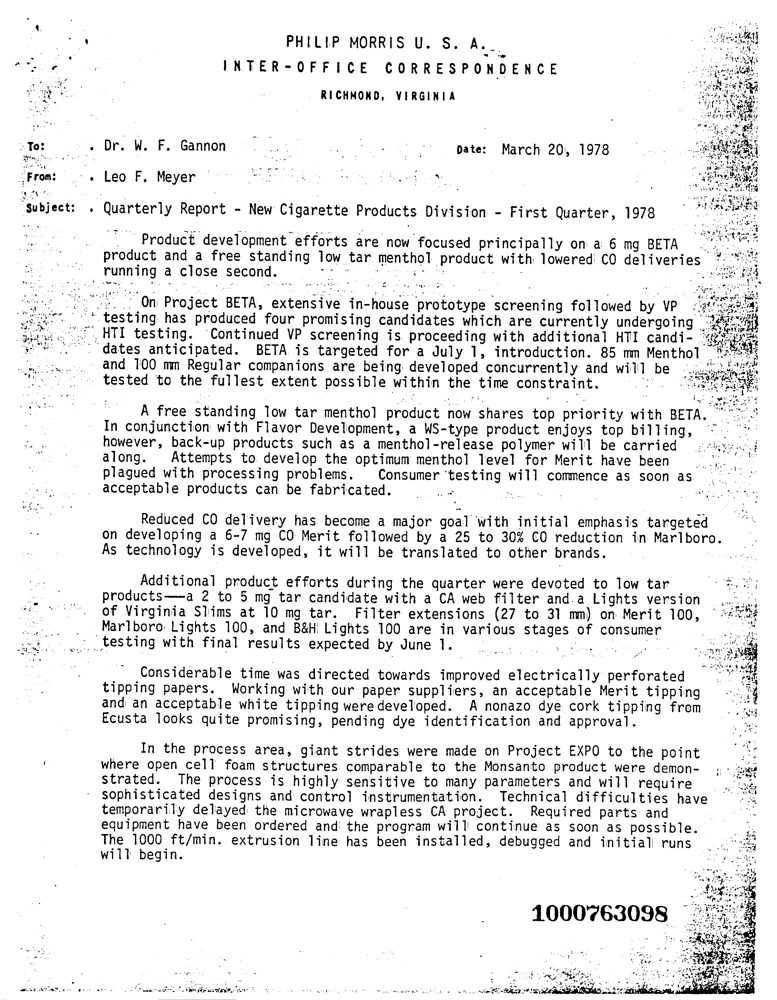 PHILIP MORRIS U. S. A.
INTER-OFFICE CORRESPONDENCE
RICHMOND, VIRGINIA
To: . Dr. W. F. Gannon Date: March 20, 1978
From: . Leo F. Meyer
Subject: . Quarterly Report - New Cigarette Products Division - First Quarter, 1978
Product development efforts are now focused principally on a 6 mg BETA
product and a free standing low tar menthol product with lowered CO deliveries
running a close second.
On Project BETA, extensive in-house prototype screening followed by VP
testing has produced four promising candidates which are currently undergoing
HTI testing. Continued VP screening is proceeding with additional HTI candi-
dates anticipated. BETA is targeted for a July 1, introduction. 85 mm Menthol
and 100 mm Regular companions are being developed concurrently and will be
tested to the fullest extent possible within the time constraint.
A free standing low tar menthol product now shares top priority with BETA.
In conjunction with Flavor Development, a WS-type product enjoys top billing,
however, back-up products such as a menthol-release polymer will be carried
along. Attempts to develop the optimum menthol level for Merit have been
plagued with processing problems. Consumer testing will commence as soon as
acceptable products can be fabricated.
Reduced CO delivery has become a major goal with initial emphasis targeted
on developing a 6-7 mg CO Merit followed by a 25 to 30% CO reduction in Marlboro.
As technology is developed, it will be translated to other brands.
Additional product efforts during the quarter were devoted to low tar
products—a 2 to 5 mg tar candidate with a CA web filter and a Lights version
of Virginia Slims at 10 mg tar. Filter extensions (27 to 31 mm) on Merit 100,
Marlboro Lights 100, and B&H Lights 100 are in various stages of consumer
testing with final results expected by June 1.
Considerable time was directed towards improved electrically perforated
tipping papers. Working with our paper suppliers, an acceptable Merit tipping
and an acceptable white tipping were developed. A nonazo dye cork tipping from
Ecusta looks quite promising, pending dye identification and approval.
In the process area, giant strides were made on Project EXPO to the point
where open cell foam structures comparable to the Monsanto product were demon-
strated. The process is highly sensitive to many parameters and will require
sophisticated designs and control instrumentation. Technical difficulties have
temporarily delayed the microwave wrapless CA project. Required parts and
equipment have been ordered and the program will continue as soon as possible.
The 1000 ft/min. extrusion line has been installed, debugged and initial runs
will begin.
1000763098